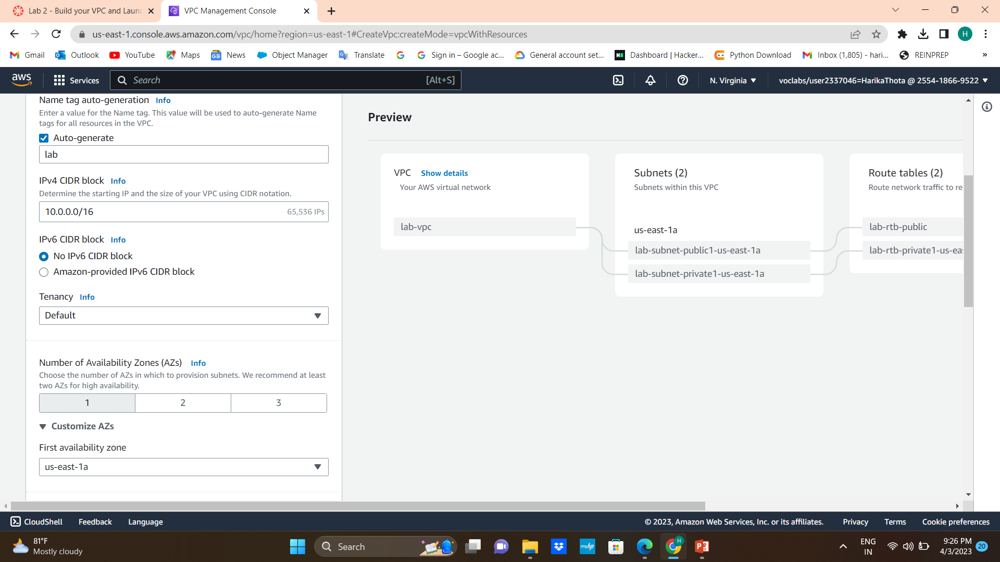 Lab 2 - Build your VPC and Laun
VPC Management Console
us-east-1.console.aws.amazon.com/vpc/home?region=us-east-1#CreateVpc:createMode=vpcWithResources
H
Gmail
Outlook
YouTube
Maps
News
Object Manager
Translate
Sign in – Google ac...
General account set...
Dashboard | Hacker...
Python Download
Inbox (1,805) - hari...
REINPREP
»
aws
Services
Search
[Alt+S]
N. Virginia
voclabs/user2337046=HarikaThota @ 2554-1866-9522
Name tag auto-generation Info
Enter a value for the Name tag. This value will be used to auto-generate Name
tags for all resources in the VPC.
Auto-generate
lab
IPv4 CIDR block Info
Determine the starting IP and the size of your VPC using CIDR notation.
10.0.0.0/16
65,536 IPs
IPv6 CIDR block Info
No IPv6 CIDR block
Amazon-provided IPv6 CIDR block
Tenancy Info
Default
Number of Availability Zones (AZs) Info
Choose the number of AZs in which to provision subnets. We recommend at least
two AZs for high availability.
1
2
3
Customize AZs
First availability zone
us-east-1a
Preview
VPC Show details
Your AWS virtual network
lab-vpc
Subnets (2)
Subnets within this VPC
us-east-1a
lab-subnet-public1-us-east-1a
lab-subnet-private1-us-east-1a
Route tables (2)
Route network traffic to re
lab-rtb-public
lab-rtb-private1-us-eas
CloudShell
Feedback
Language
© 2023, Amazon Web Services, Inc. or its affiliates.
Privacy
Terms
Cookie preferences
81°F
Mostly cloudy
Search
myhp
H
P
ENG
IN
9:26 PM
4/3/2023
20